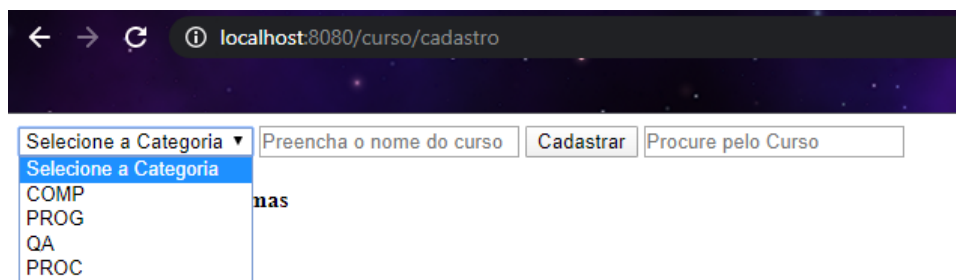 localhost:8080/curso/cadastro
Selecione a Categoria Preencha o nome do curso Cadastrar Procure pelo Curso
Selecione a Categoria
COMP
mas
PROG
QA
PROC